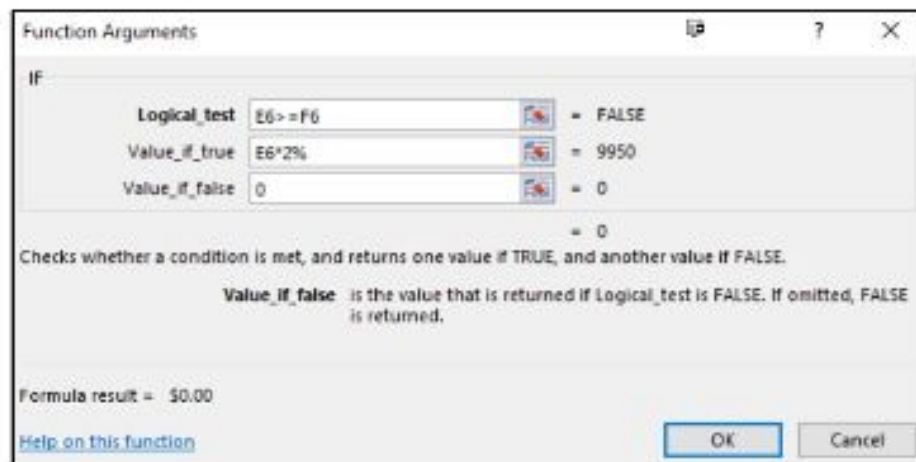 Function Arguments ? ×
IF
Logical_test E6>=F6 = FALSE
Value_if_true E6*2% = 9950
Value_if_false 0 = 0
= 0
Checks whether a condition is met, and returns one value if TRUE, and another value if FALSE.
Value_if_false is the value that is returned if Logical_test is FALSE. If omitted, FALSE
is returned.
Formula result = $0.00
Help on this function OK Cancel